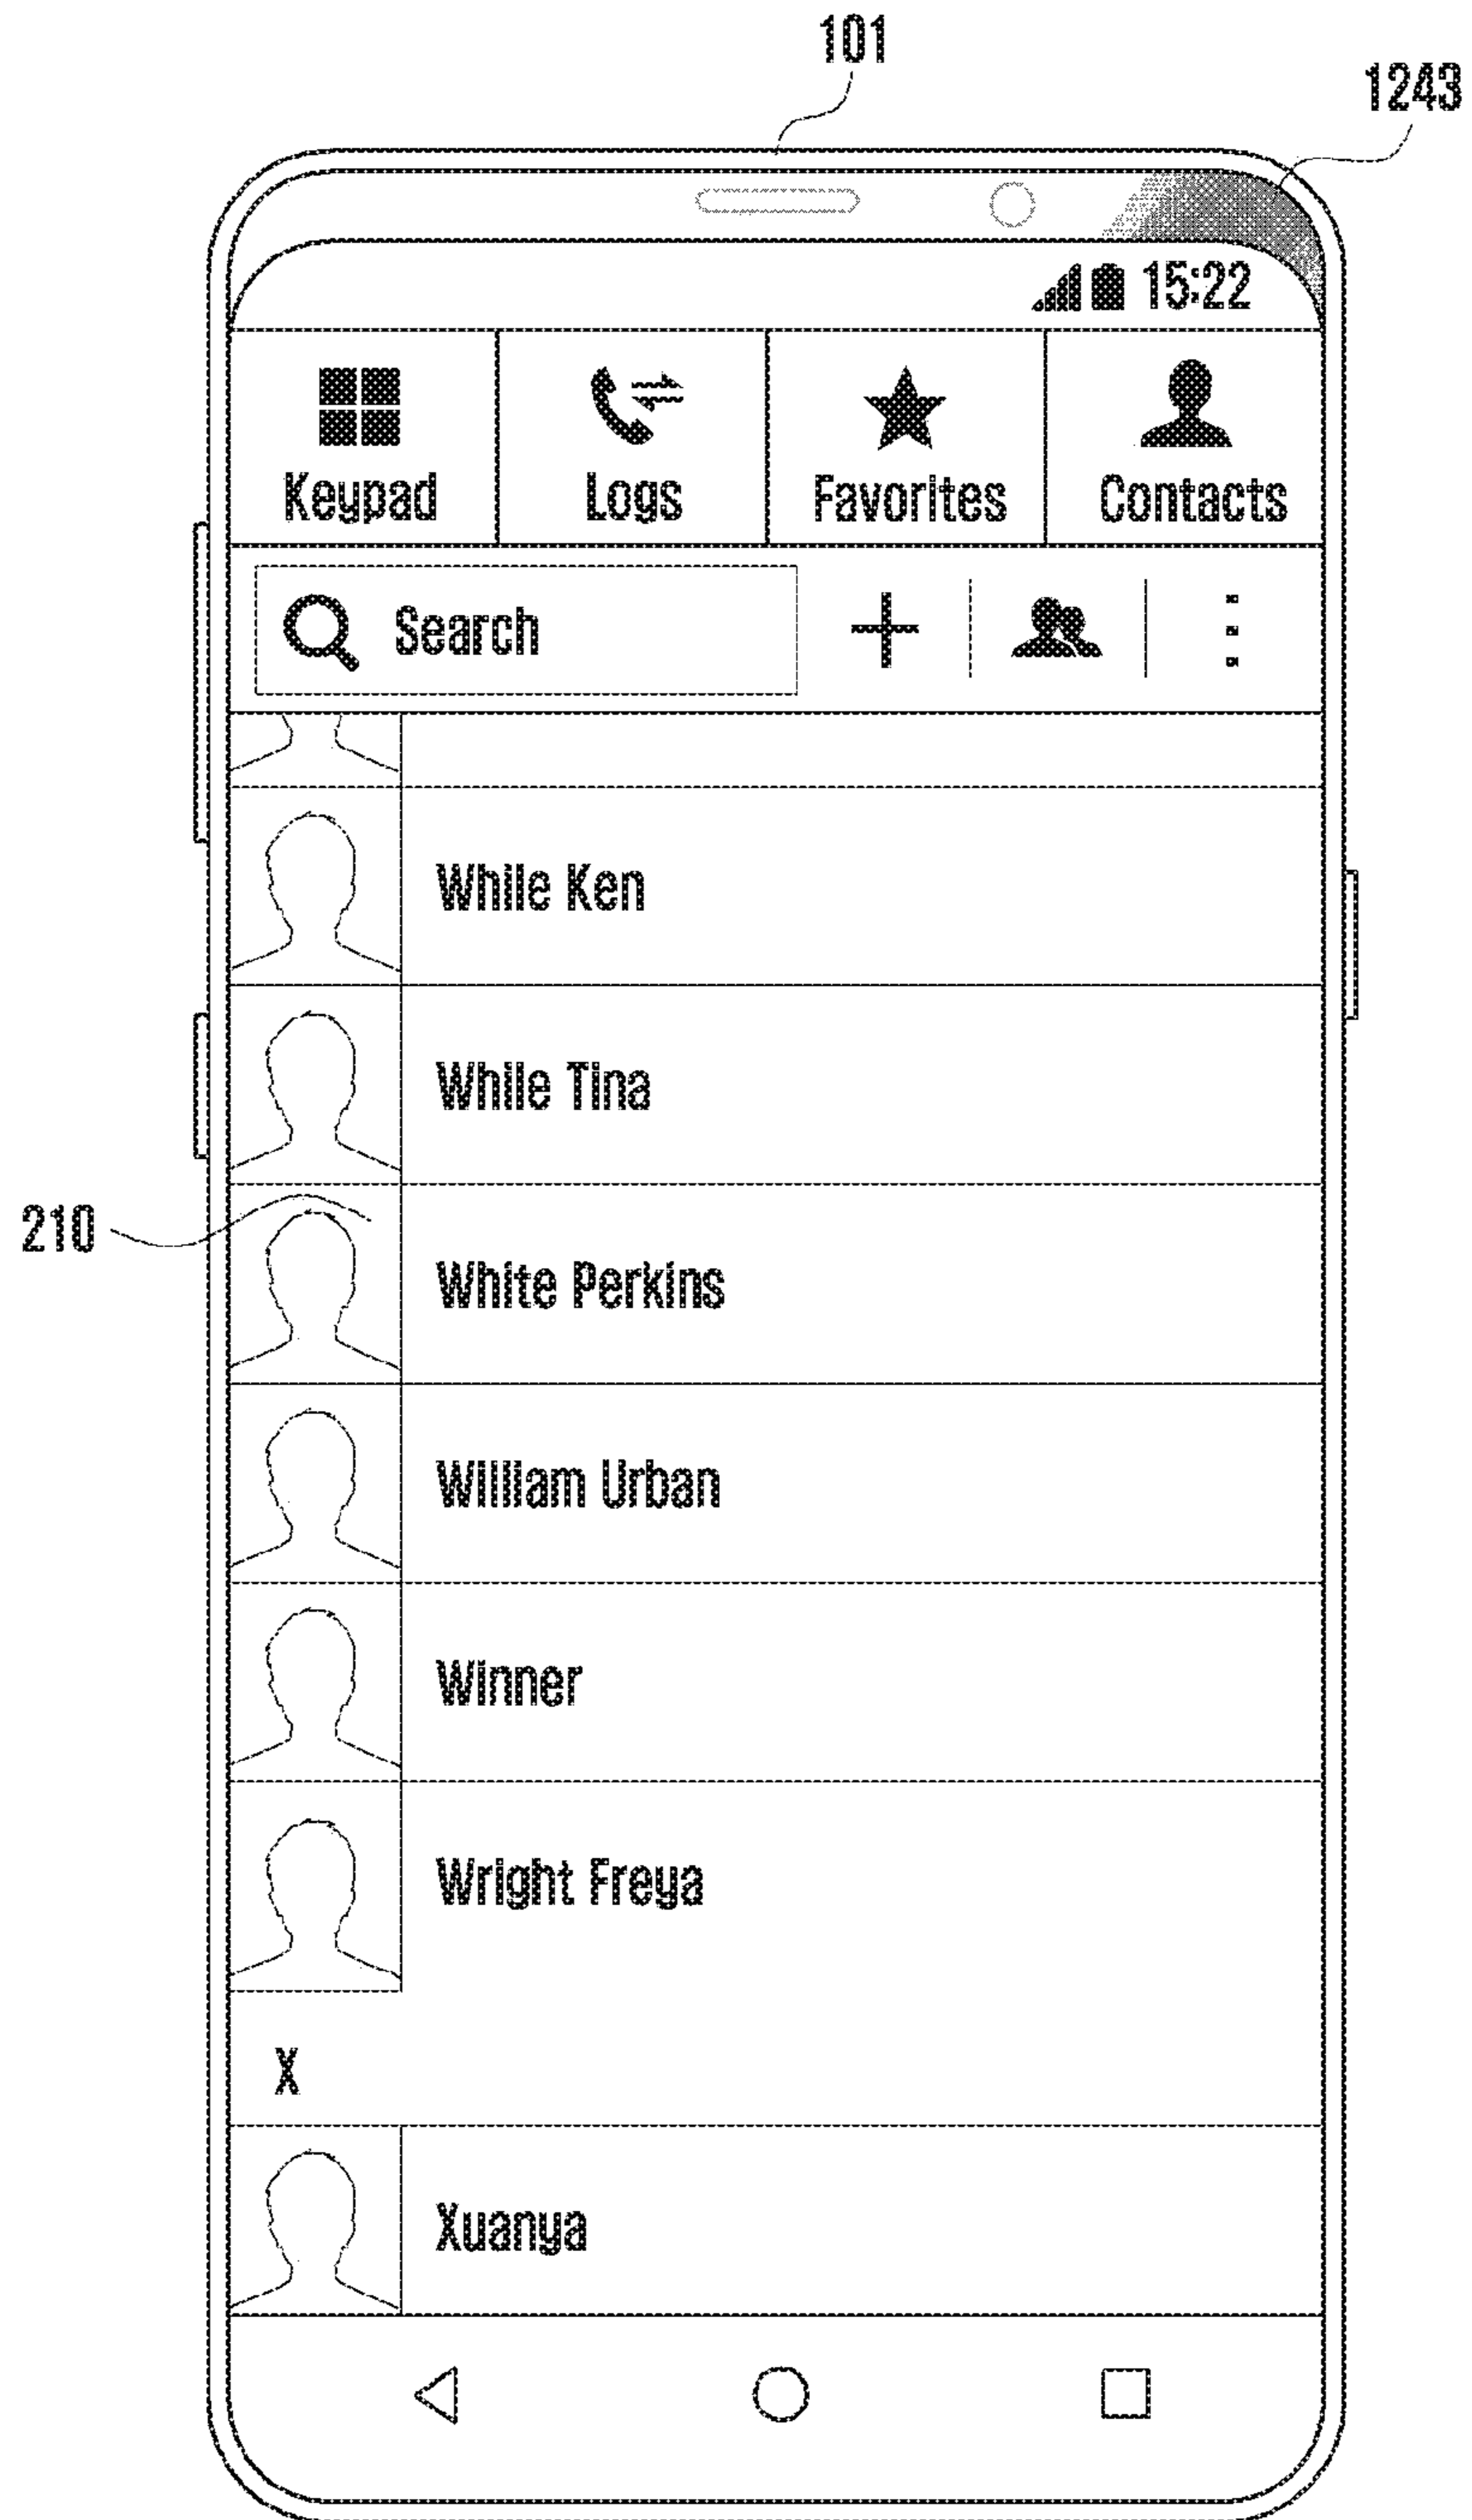 101
1243
15:22
Keypad Logs Favorites Contacts
Search
While Ken
While Tina
210
White Perkins
William Urban
Winner
Wright Freya
X
Xuanya